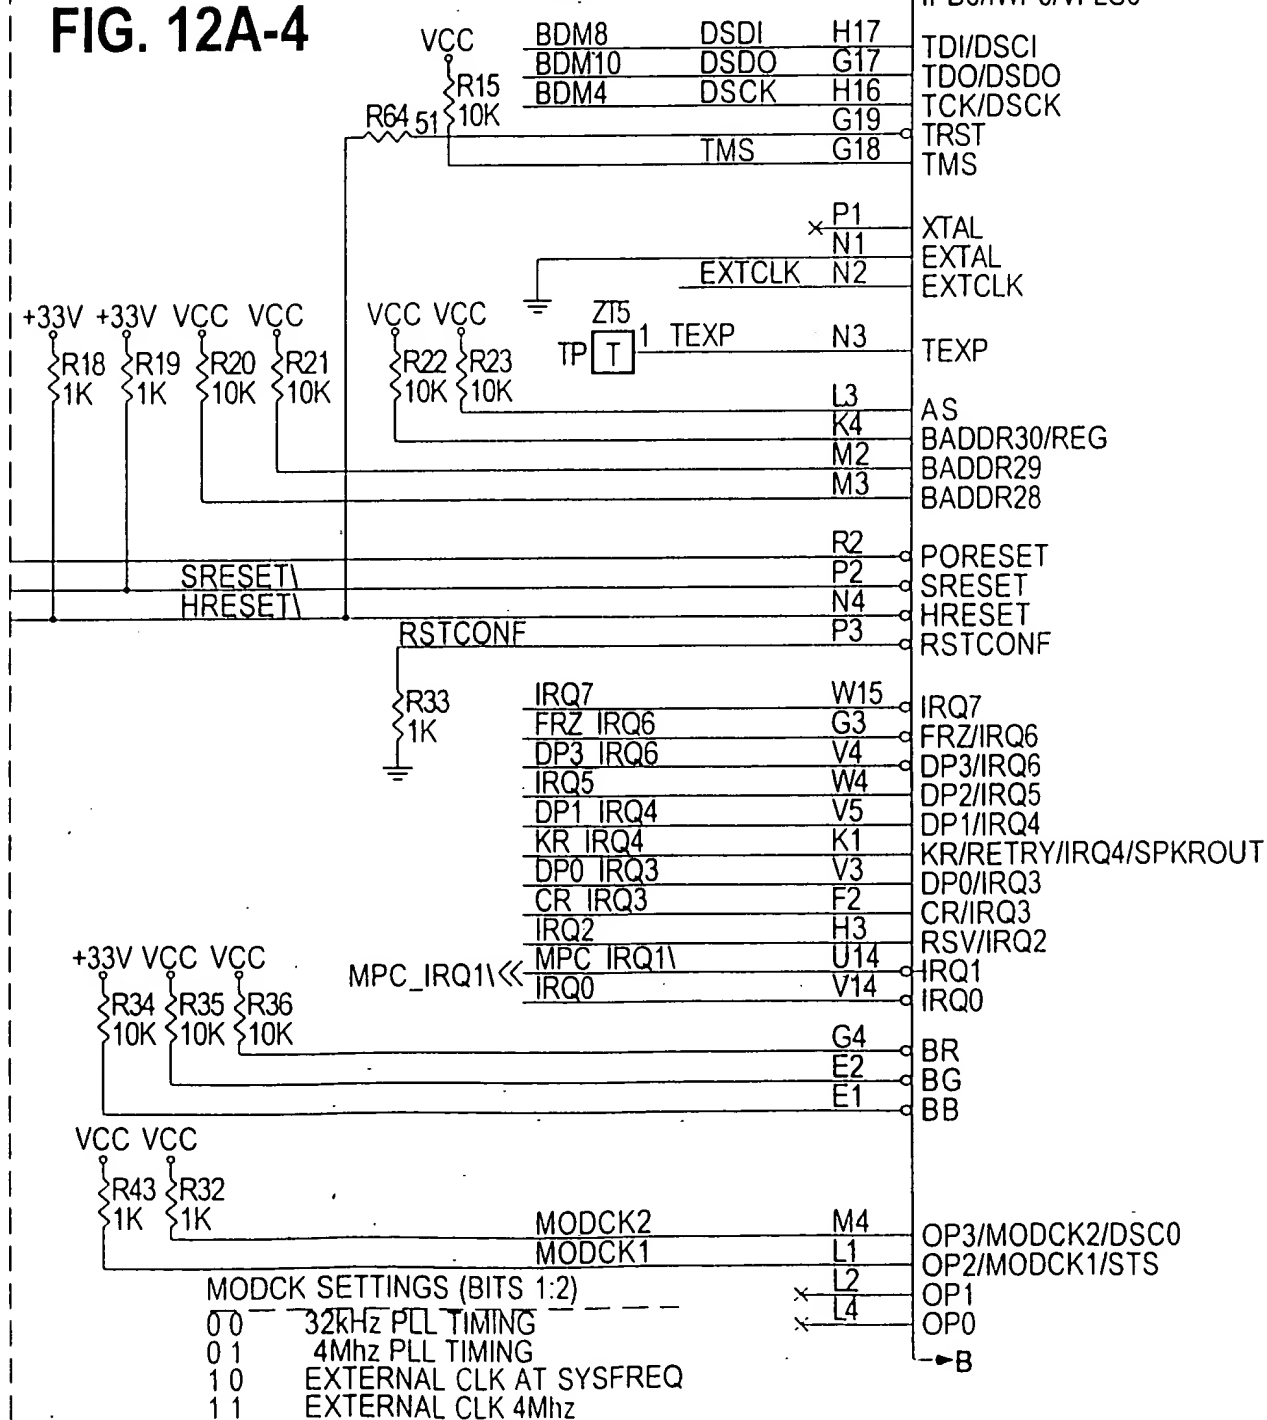 FIG. 12A-4
VCC
R15
10K
R64 51
BDM8 DSDI H17 TDI/DSCI
BDM10 DSDO G17 TDO/DSDO
BDM4 DSCK H16 TCK/DSCK
G19 TRST
TMS G18 TMS
P1 XTAL
N1 EXTAL
EXTCLK N2 EXTCLK
ZT5
TP T 1 TEXP N3 TEXP
+33V +33V VCC VCC VCC VCC
R18 R19 R20 R21 R22 R23
1K 1K 10K 10K 10K 10K
L3 AS
K4 BADDR30/REG
M2 BADDR29
M3 BADDR28
R2 PORESET
SRESET\ P2 SRESET
HRESET\ N4 HRESET
RSTCONF P3 RSTCONF
R33
1K
IRQ7 W15 IRQ7
FRZ IRQ6 G3 FRZ/IRQ6
DP3 IRQ6 V4 DP3/IRQ6
IRQ5 W4 DP2/IRQ5
DP1 IRQ4 V5 DP1/IRQ4
KR IRQ4 K1 KR/RETRY/IRQ4/SPKROUT
DP0 IRQ3 V3 DP0/IRQ3
CR IRQ3 F2 CR/IRQ3
IRQ2 H3 RSV/IRQ2
MPC_IRQ1\ MPC IRQ1\ U14 IRQ1
IRQ0 V14 IRQ0
+33V VCC VCC
R34 R35 R36
10K 10K 10K
G4 BR
E2 BG
E1 BB
VCC VCC
R43 R32
1K 1K
MODCK2 M4 OP3/MODCK2/DSC0
MODCK1 L1 OP2/MODCK1/STS
L2 OP1
L4 OP0
B
MODCK SETTINGS (BITS 1:2)
0 0 32kHz PLL TIMING
0 1 4Mhz PLL TIMING
1 0 EXTERNAL CLK AT SYSFREQ
1 1 EXTERNAL CLK 4Mhz